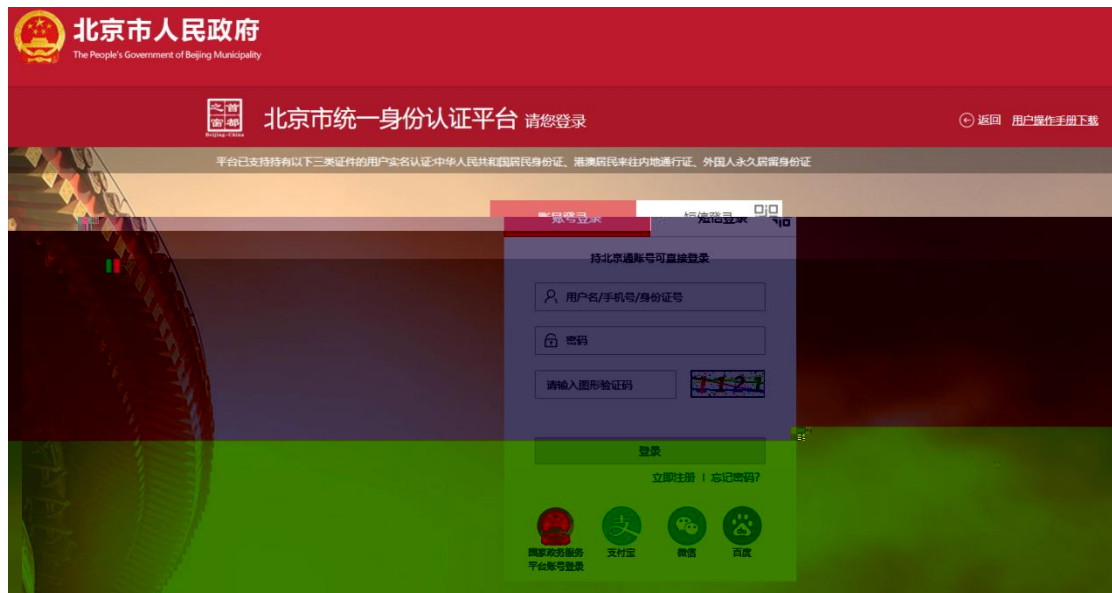 北京市人民政府
The People's Government of Beijing Municipality
之窗 首都
Beijing-China
北京市统一身份认证平台 请您登录
返回 用户操作手册下载
平台已支持持有以下三类证件的用户实名认证:中华人民共和国居民身份证、港澳居民来往内地通行证、外国人永久居留身份证
账号登录 短信登录
持北京通账号可直接登录
用户名/手机号/身份证号
密码
请输入图形验证码
登录
立即注册 | 忘记密码?
国家政务服务
平台账号登录
支付宝
微信
百度